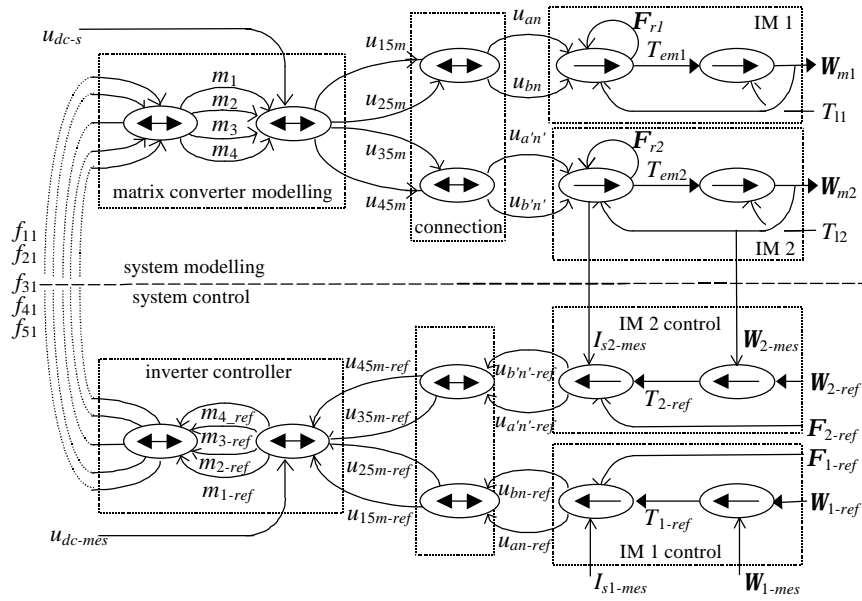 u_dc-s
m_1
m_2
m_3
m_4
matrix converter modelling
u_15m
u_25m
u_35m
u_45m
connection
u_an
u_bn
F_r1
T_em1
IM 1
W_m1
T_l1
u_a'n'
u_b'n'
F_r2
T_em2
W_m2
T_l2
IM 2
f_11
f_21
f_31
f_41
f_51
system modelling
system control
I_s2-mes
IM 2 control
W_2-mes
inverter controller
u_45m-ref
u_35m-ref
u_25m-ref
u_15m-ref
m_4_ref
m_3-ref
m_2-ref
m_1-ref
u_dc-mes
u_b'n'-ref
u_a'n'-ref
T_2-ref
W_2-ref
F_2-ref
F_1-ref
u_bn-ref
u_an-ref
T_1-ref
W_1-ref
IM 1 control
I_s1-mes
W_1-mes